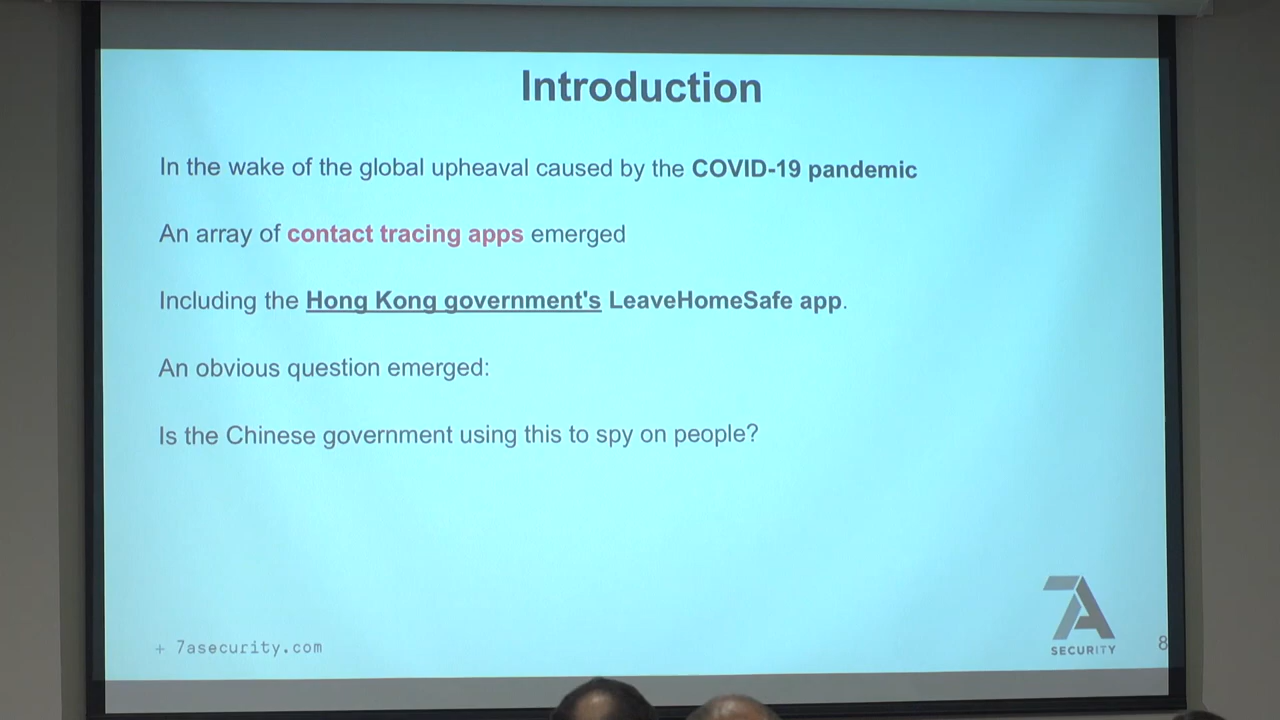 Introduction
In the wake of the global upheaval caused by the COVID-19 pandemic
An array of contact tracing apps emerged
Including the Hong Kong government's LeaveHomeSafe app.
An obvious question emerged:
Is the Chinese government using this to spy on people?
+ 7asecurity.com
7A
SECURITY
8